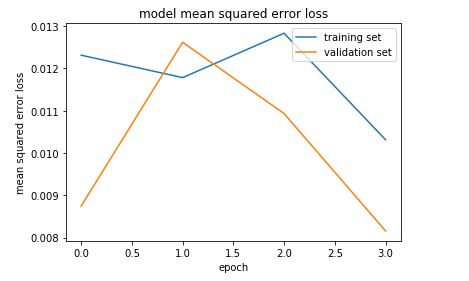 model mean squared error loss
0.013
0.012
0.011
0.010
0.009
0.008
mean squared error loss
training set
validation set
0.0 0.5 1.0 1.5 2.0 2.5 3.0
epoch